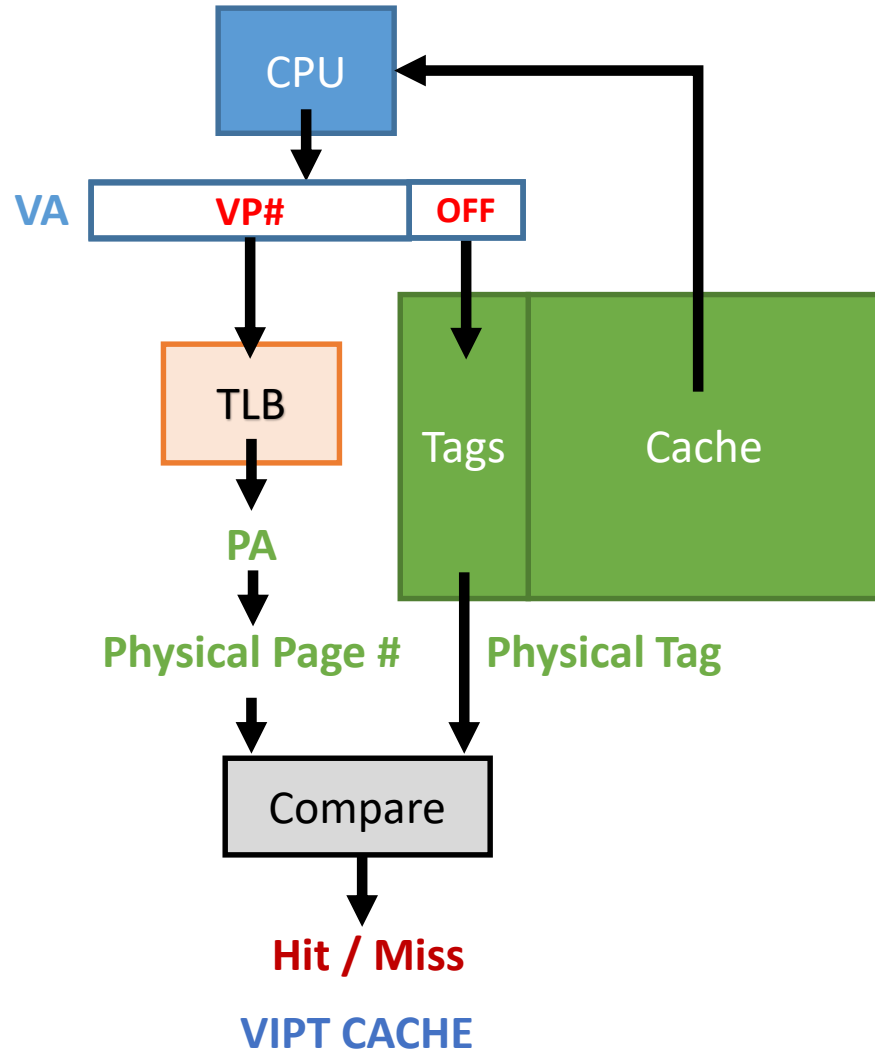 CPU
VA
VP#
OFF
TLB
Tags
Cache
PA
Physical Page #
Physical Tag
Compare
Hit / Miss
VIPT CACHE